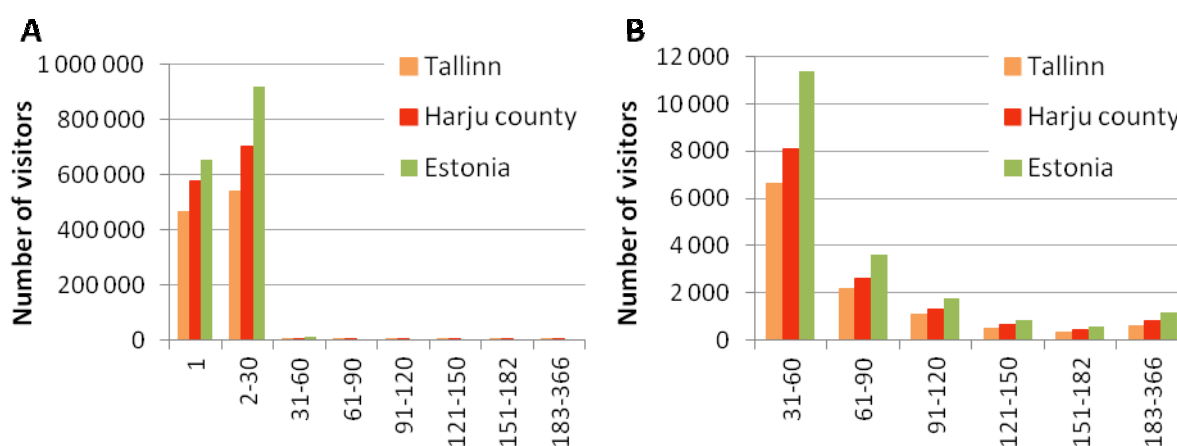 A
Number of visitors
1 000 000
800 000
600 000
400 000
200 000
0
Tallinn
Harju county
Estonia
1
2-30
31-60
61-90
91-120
121-150
151-182
183-366
B
Number of visitors
12 000
10 000
8 000
6 000
4 000
2 000
0
Tallinn
Harju county
Estonia
31-60
61-90
91-120
121-150
151-182
183-366